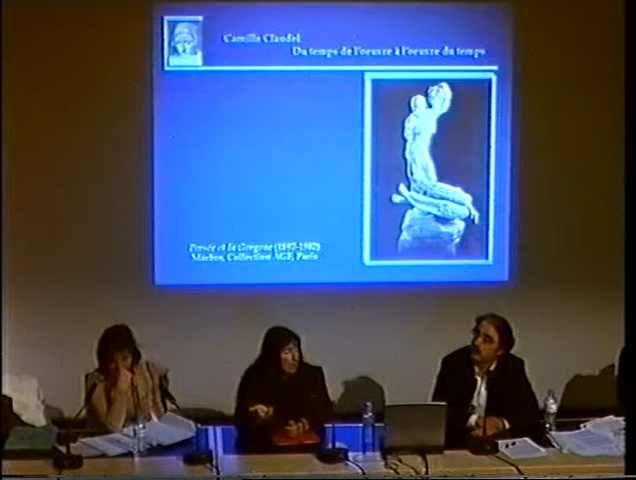 Camille Claudel
Du temps de l'oeuvre à l'oeuvre du temps
Persée et la Gorgone (1897-1902)
Marbre, Collection AGF, Paris